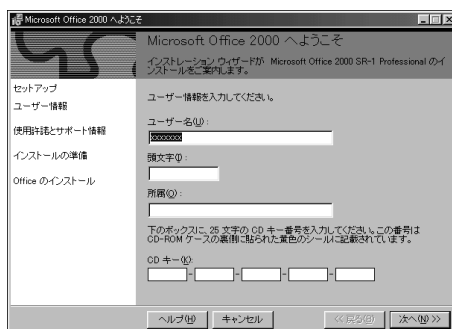 Microsoft Office 2000 へようこそ
Microsoft Office 2000 へようこそ
インストレーション ウィザードが Microsoft Office 2000 SR-1 Professional のイ
ンストールをご案内します。
セットアップ
ユーザー情報
使用許諾とサポート情報
インストールの準備
Office のインストール
ユーザー情報を入力してください。
ユーザー名(U):
xxxxxxx
頭文字(I):
所属(O):
下のボックスに、25 文字の CD キー番号を入力してください。この番号は
CD-ROM ケースの裏側に貼られた黄色のシールに記載されています。
CD キー(K):
- - - -
ヘルプ(H) キャンセル << 戻る(B) 次へ(N) >>